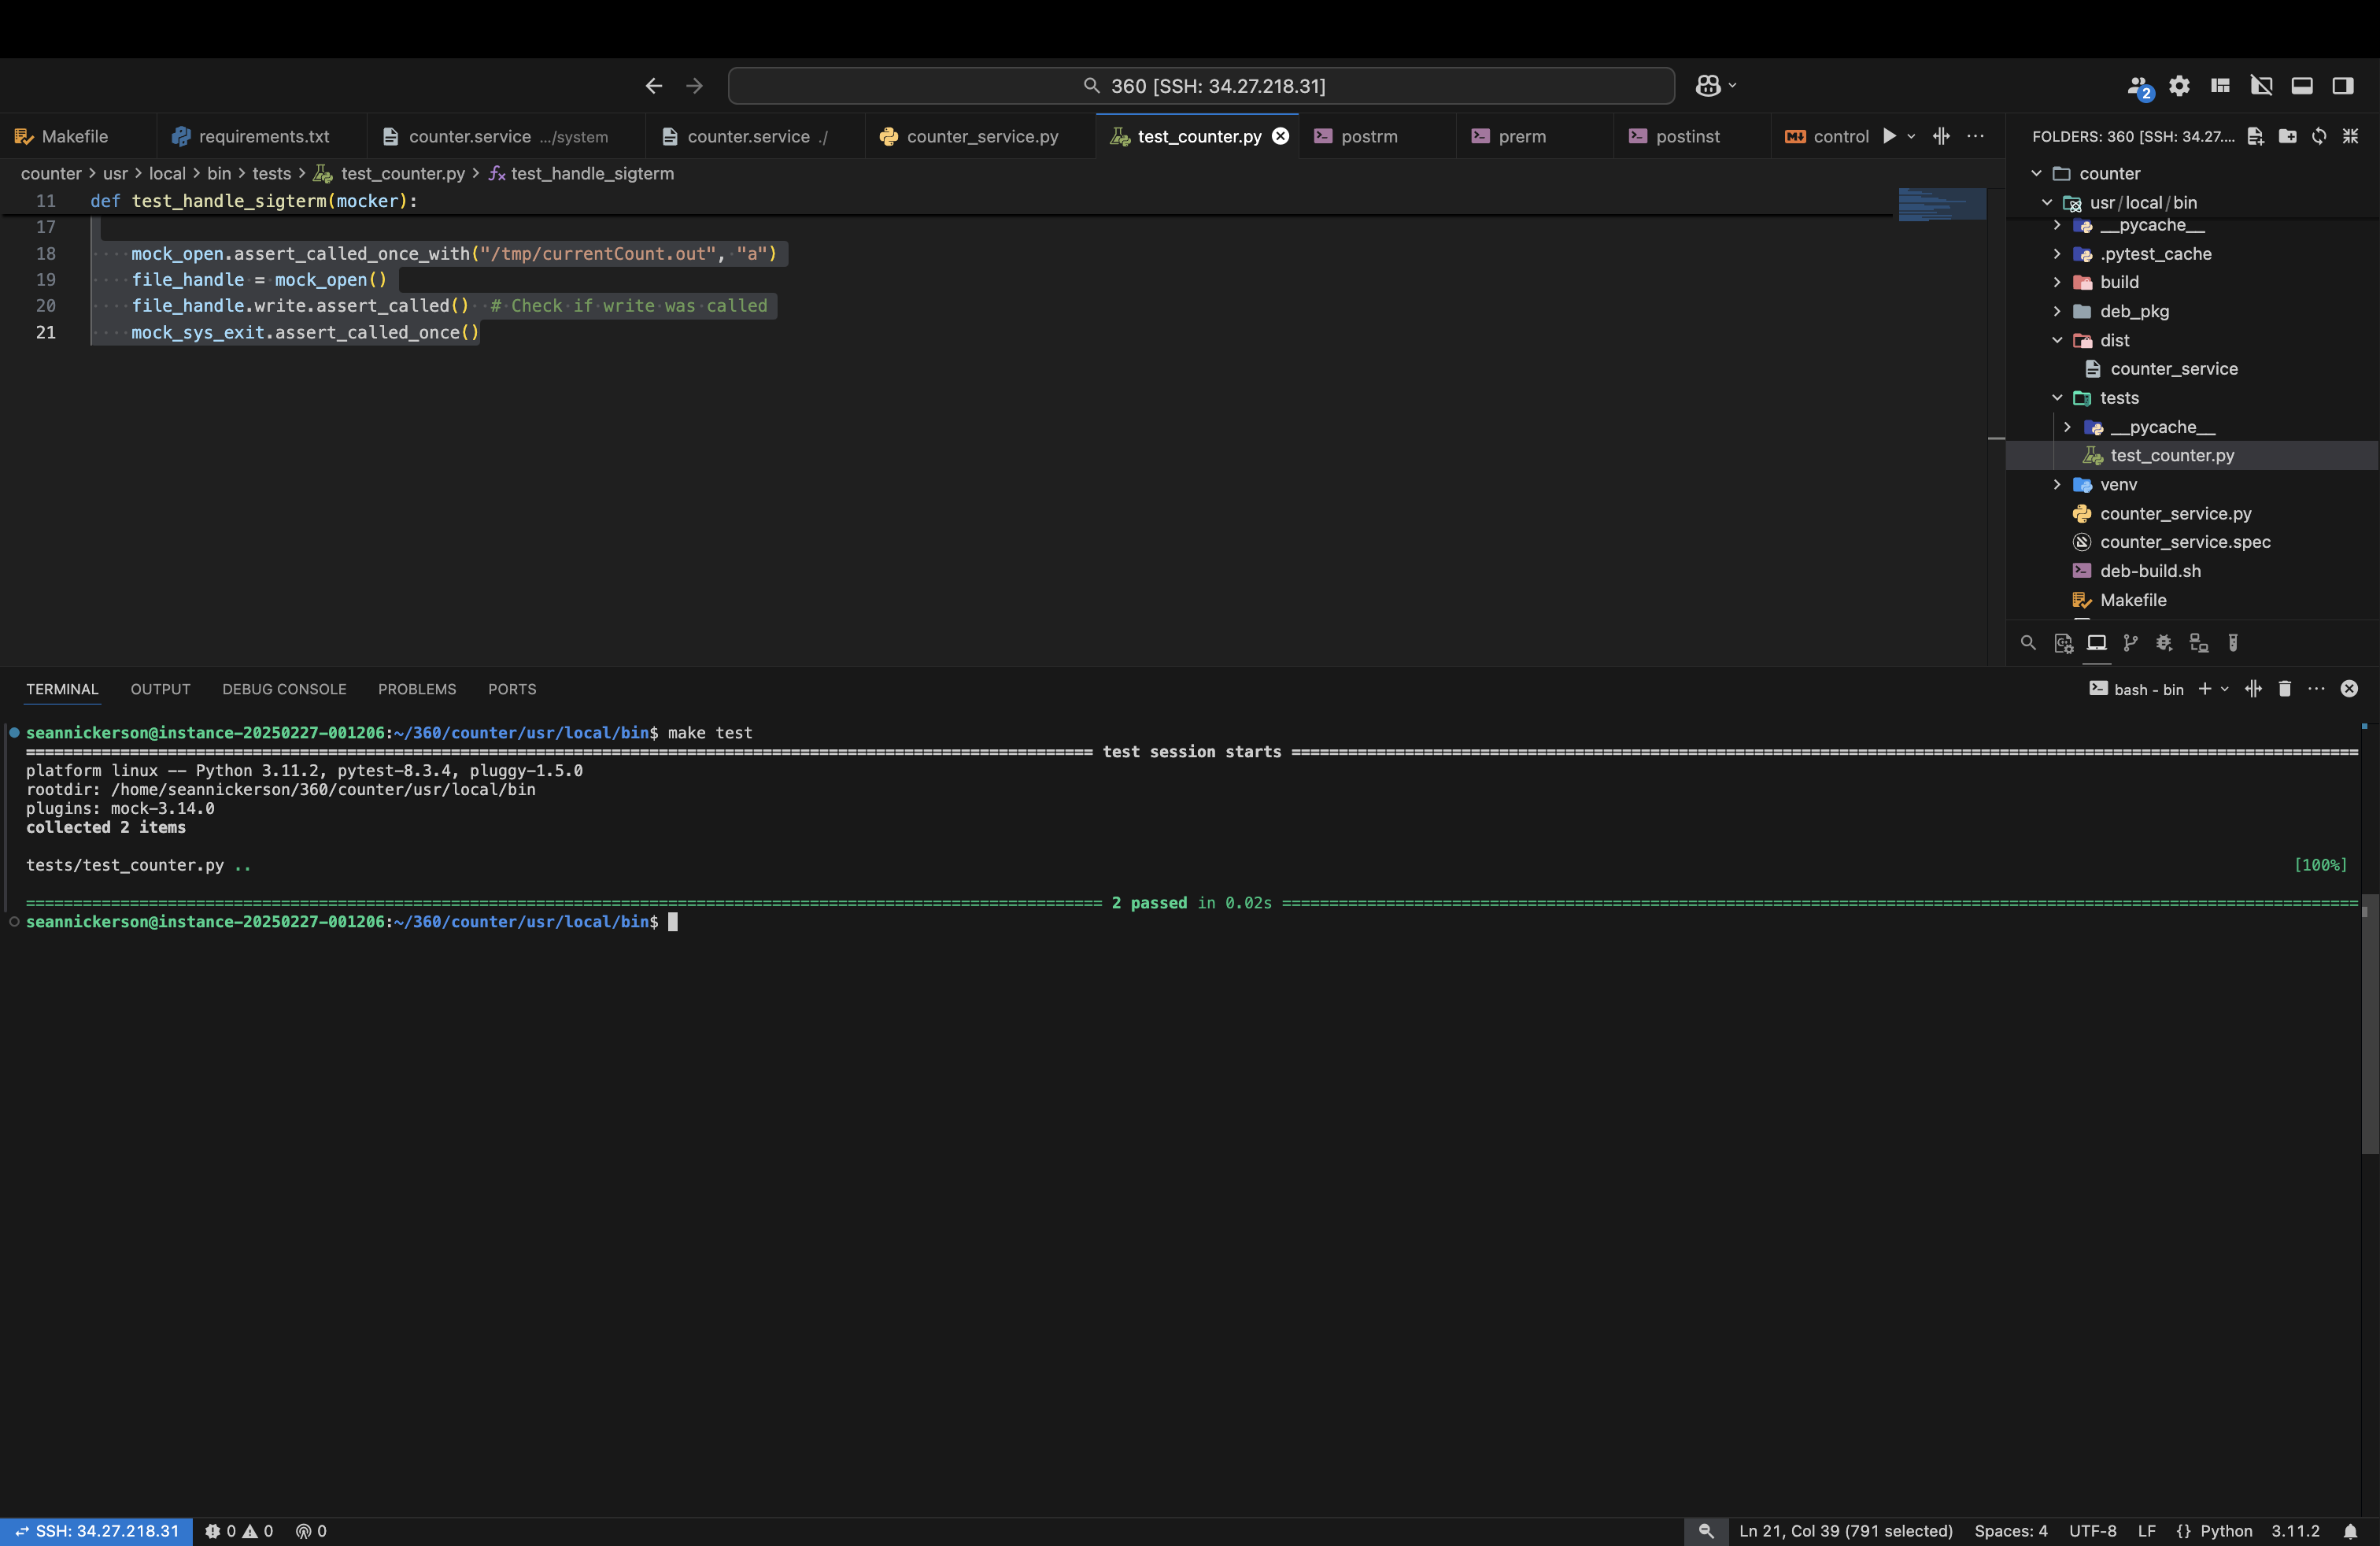 360 [SSH: 34.27.218.31]
2
Makefile
requirements.txt
counter.service .../system
counter.service ./
counter_service.py
test_counter.py
postrm
prerm
postinst
control
FOLDERS: 360 [SSH: 34.27....
counter > usr > local > bin > tests > test_counter.py > test_handle_sigterm
11 def test_handle_sigterm(mocker):
17
18 mock_open.assert_called_once_with("/tmp/currentCount.out", "a")
19 file_handle = mock_open()
20 file_handle.write.assert_called() # Check if write was called
21 mock_sys_exit.assert_called_once()
counter
usr/local/bin
__pycache__
.pytest_cache
build
deb_pkg
dist
counter_service
tests
__pycache__
test_counter.py
venv
counter_service.py
counter_service.spec
deb-build.sh
Makefile
TERMINAL OUTPUT DEBUG CONSOLE PROBLEMS PORTS
bash - bin
seannickerson@instance-20250227-001206:~/360/counter/usr/local/bin$ make test
test session starts
platform linux -- Python 3.11.2, pytest-8.3.4, pluggy-1.5.0
rootdir: /home/seannickerson/360/counter/usr/local/bin
plugins: mock-3.14.0
collected 2 items
tests/test_counter.py .. [100%]
2 passed in 0.02s
seannickerson@instance-20250227-001206:~/360/counter/usr/local/bin$
SSH: 34.27.218.31 0 0 0 Ln 21, Col 39 (791 selected) Spaces: 4 UTF-8 LF {} Python 3.11.2